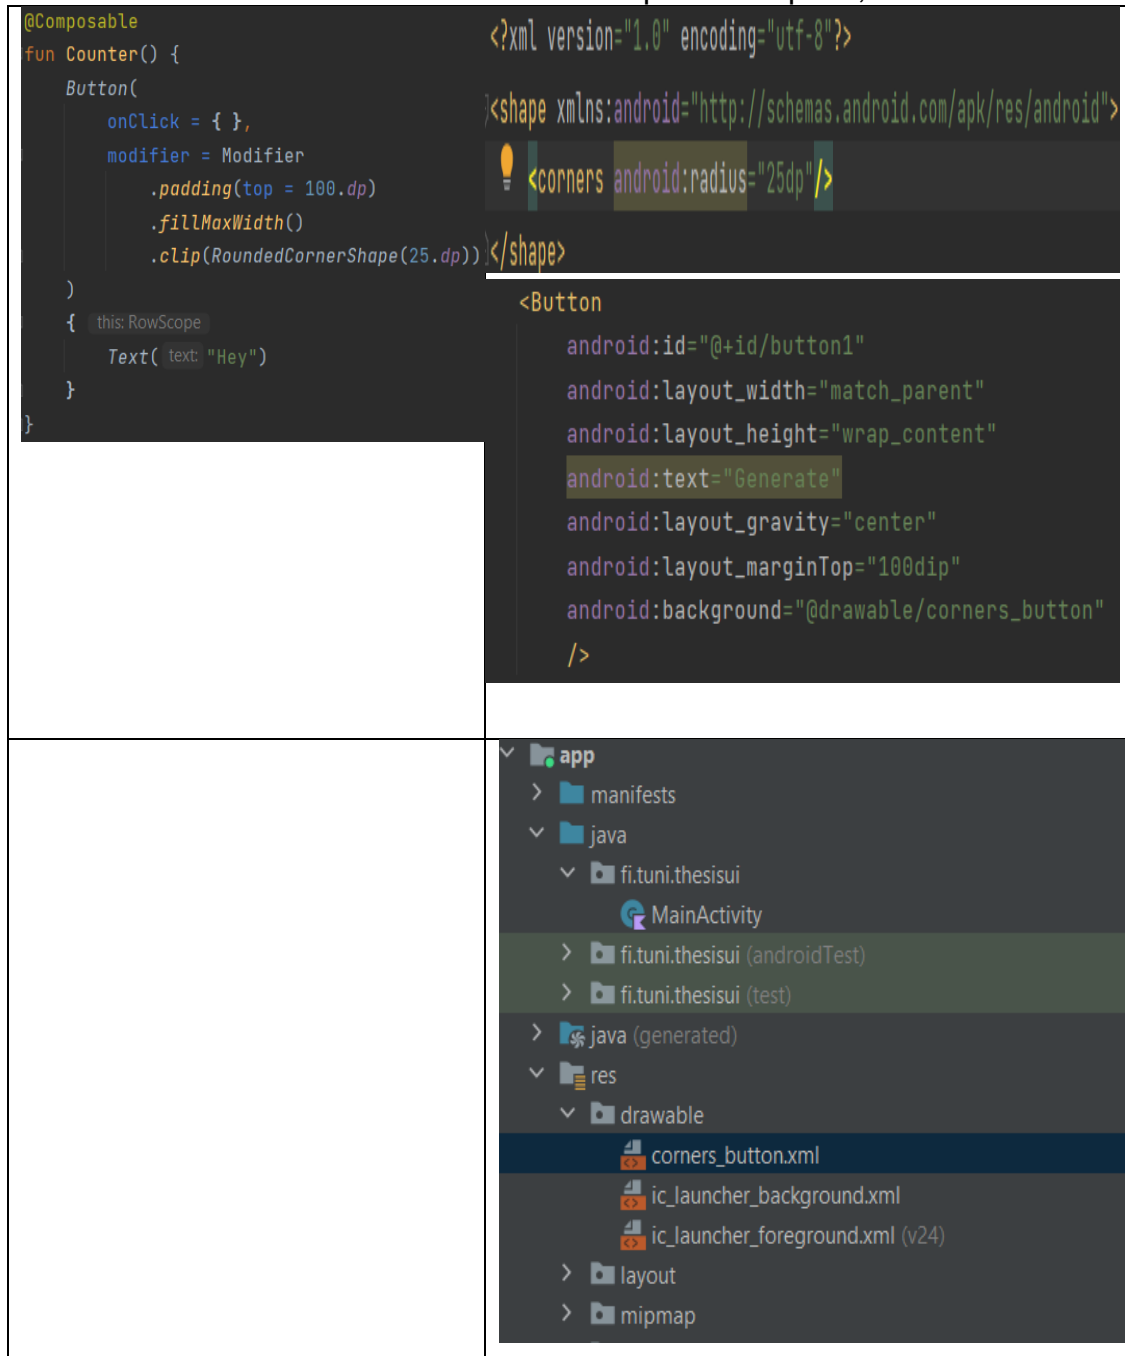 @Composable
fun Counter() {
Button(
onClick = { },
modifier = Modifier
.padding(top = 100.dp)
.fillMaxWidth()
.clip(RoundedCornerShape(25.dp))
)
{ this: RowScope
Text( text: "Hey")
}
}
<?xml version="1.0" encoding="utf-8"?>
<shape xmlns:android="http://schemas.android.com/apk/res/android">
<corners android:radius="25dp"/>
</shape>
<Button
android:id="@+id/button1"
android:layout_width="match_parent"
android:layout_height="wrap_content"
android:text="Generate"
android:layout_gravity="center"
android:layout_marginTop="100dip"
android:background="@drawable/corners_button"
/>
app
manifests
java
fi.tuni.thesisui
MainActivity
fi.tuni.thesisui (androidTest)
fi.tuni.thesisui (test)
java (generated)
res
drawable
corners_button.xml
ic_launcher_background.xml
ic_launcher_foreground.xml (v24)
layout
mipmap